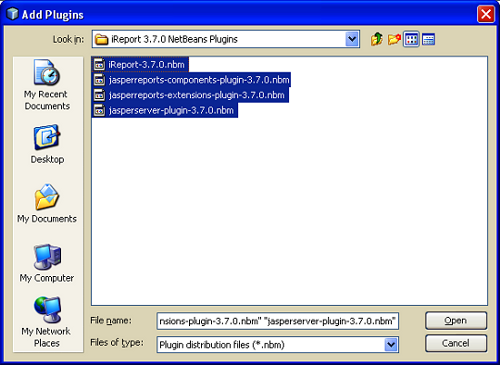 Add Plugins
Look in: iReport 3.7.0 NetBeans Plugins
iReport-3.7.0.nbm
jasperreports-components-plugin-3.7.0.nbm
jasperreports-extensions-plugin-3.7.0.nbm
jasperserver-plugin-3.7.0.nbm
My Recent
Documents
Desktop
My Documents
My Computer
My Network
Places
File name: nsions-plugin-3.7.0.nbm" "jasperserver-plugin-3.7.0.nbm" Open
Files of type: Plugin distribution files (*.nbm) Cancel